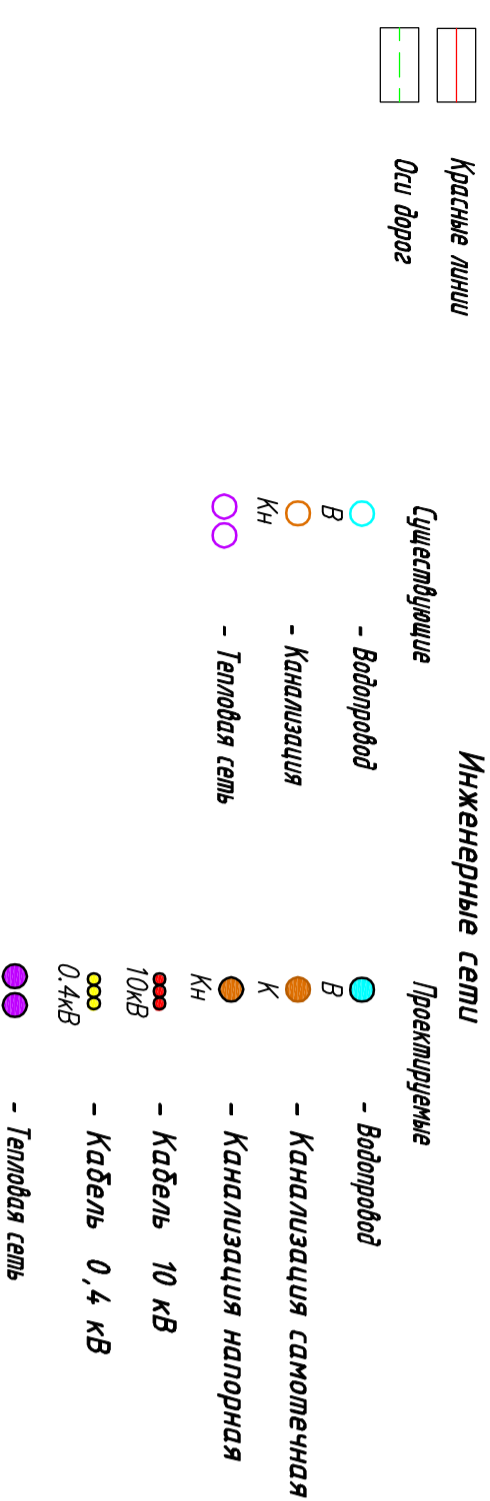 Красные линии
Оси дорог
Инженерные сети
Существующие
В - Водопровод
Кн - Канализация
- Тепловая сеть
Проектируемые
В - Водопровод
К - Канализация самотечная
Кн - Канализация напорная
10кВ - Кабель 10 кВ
0.4кВ - Кабель 0,4 кВ
- Тепловая сеть